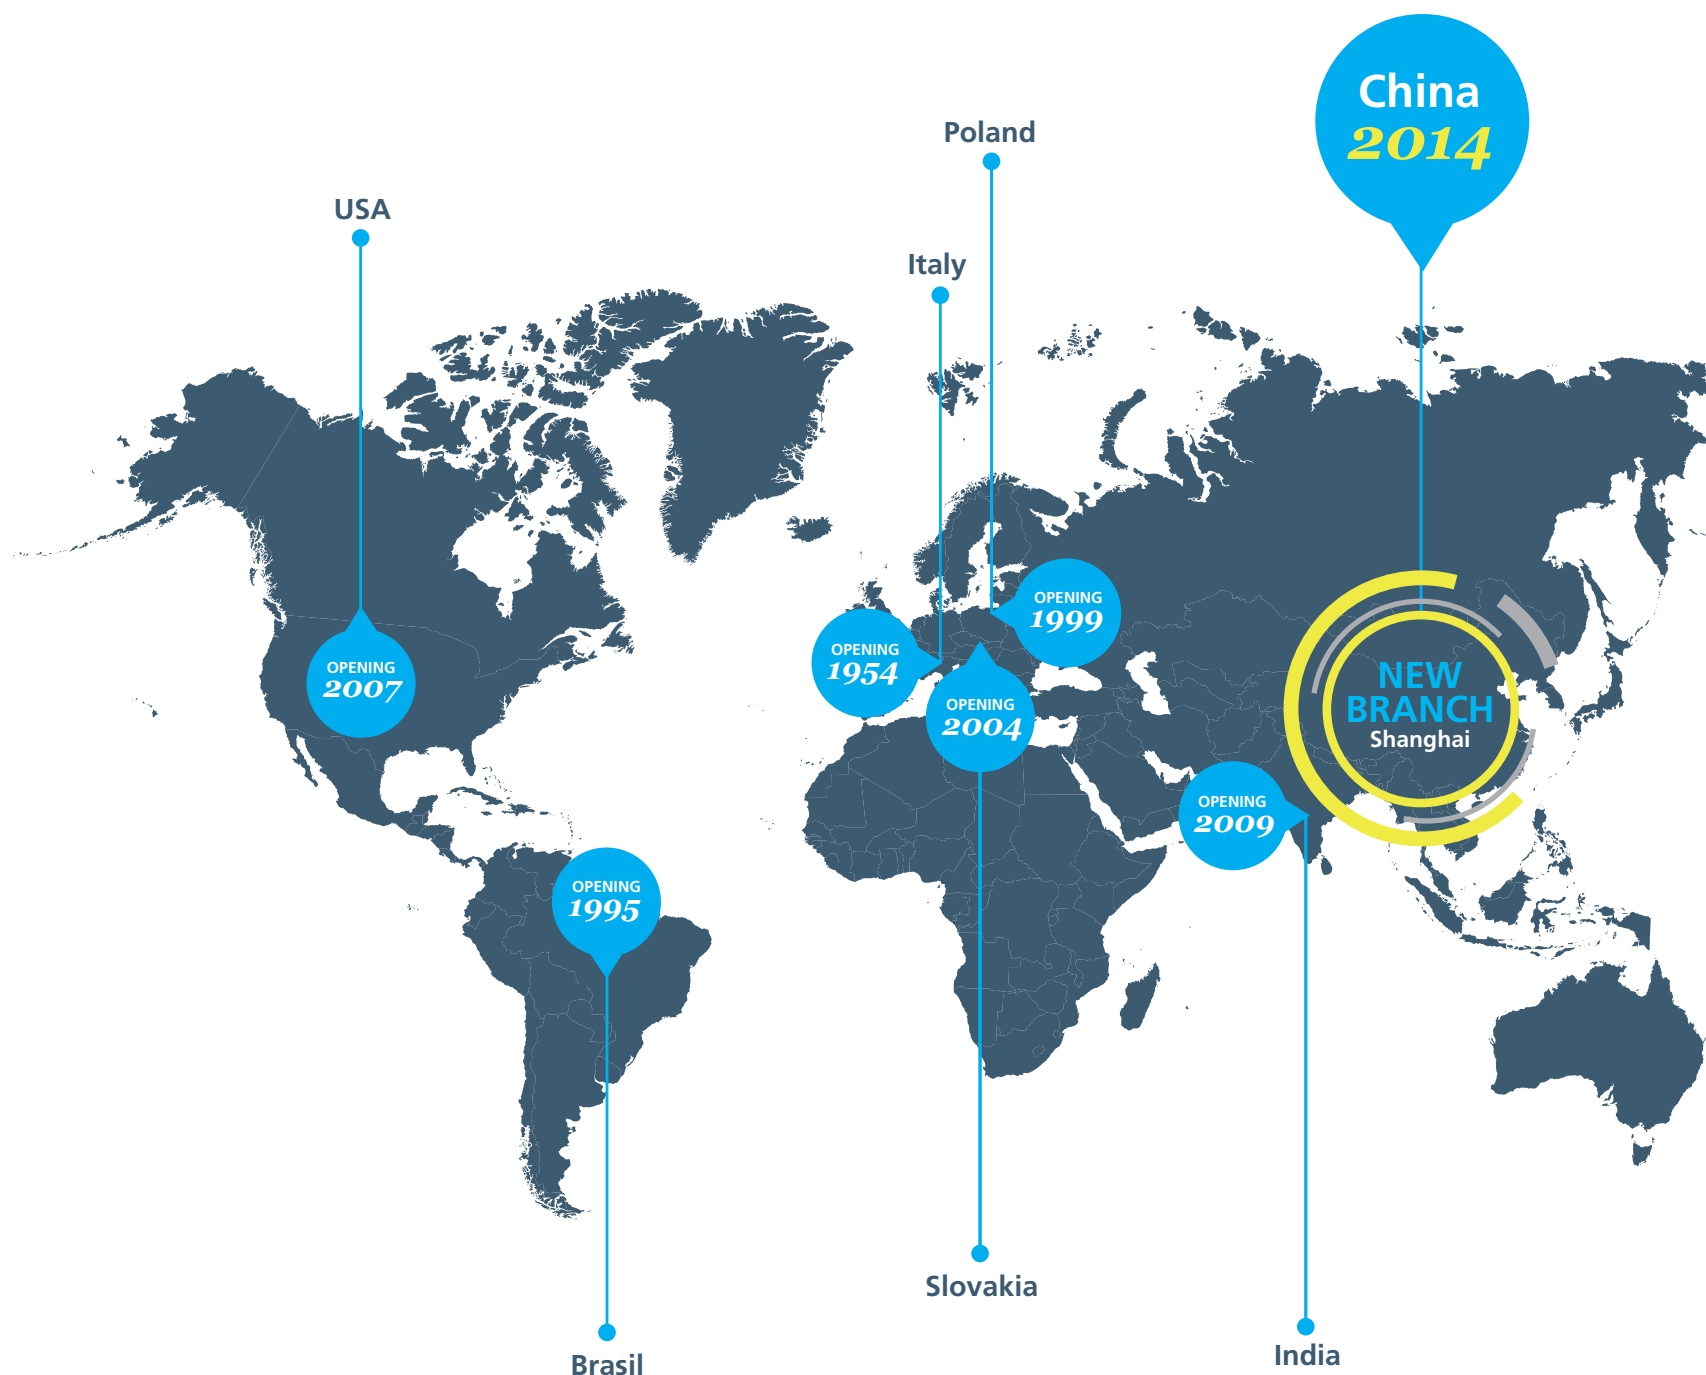 China
2014
Poland
USA
Italy
OPENING
1999
OPENING
1954
OPENING
2007
NEW
BRANCH
Shanghai
OPENING
2004
OPENING
2009
OPENING
1995
Slovakia
India
Brasil